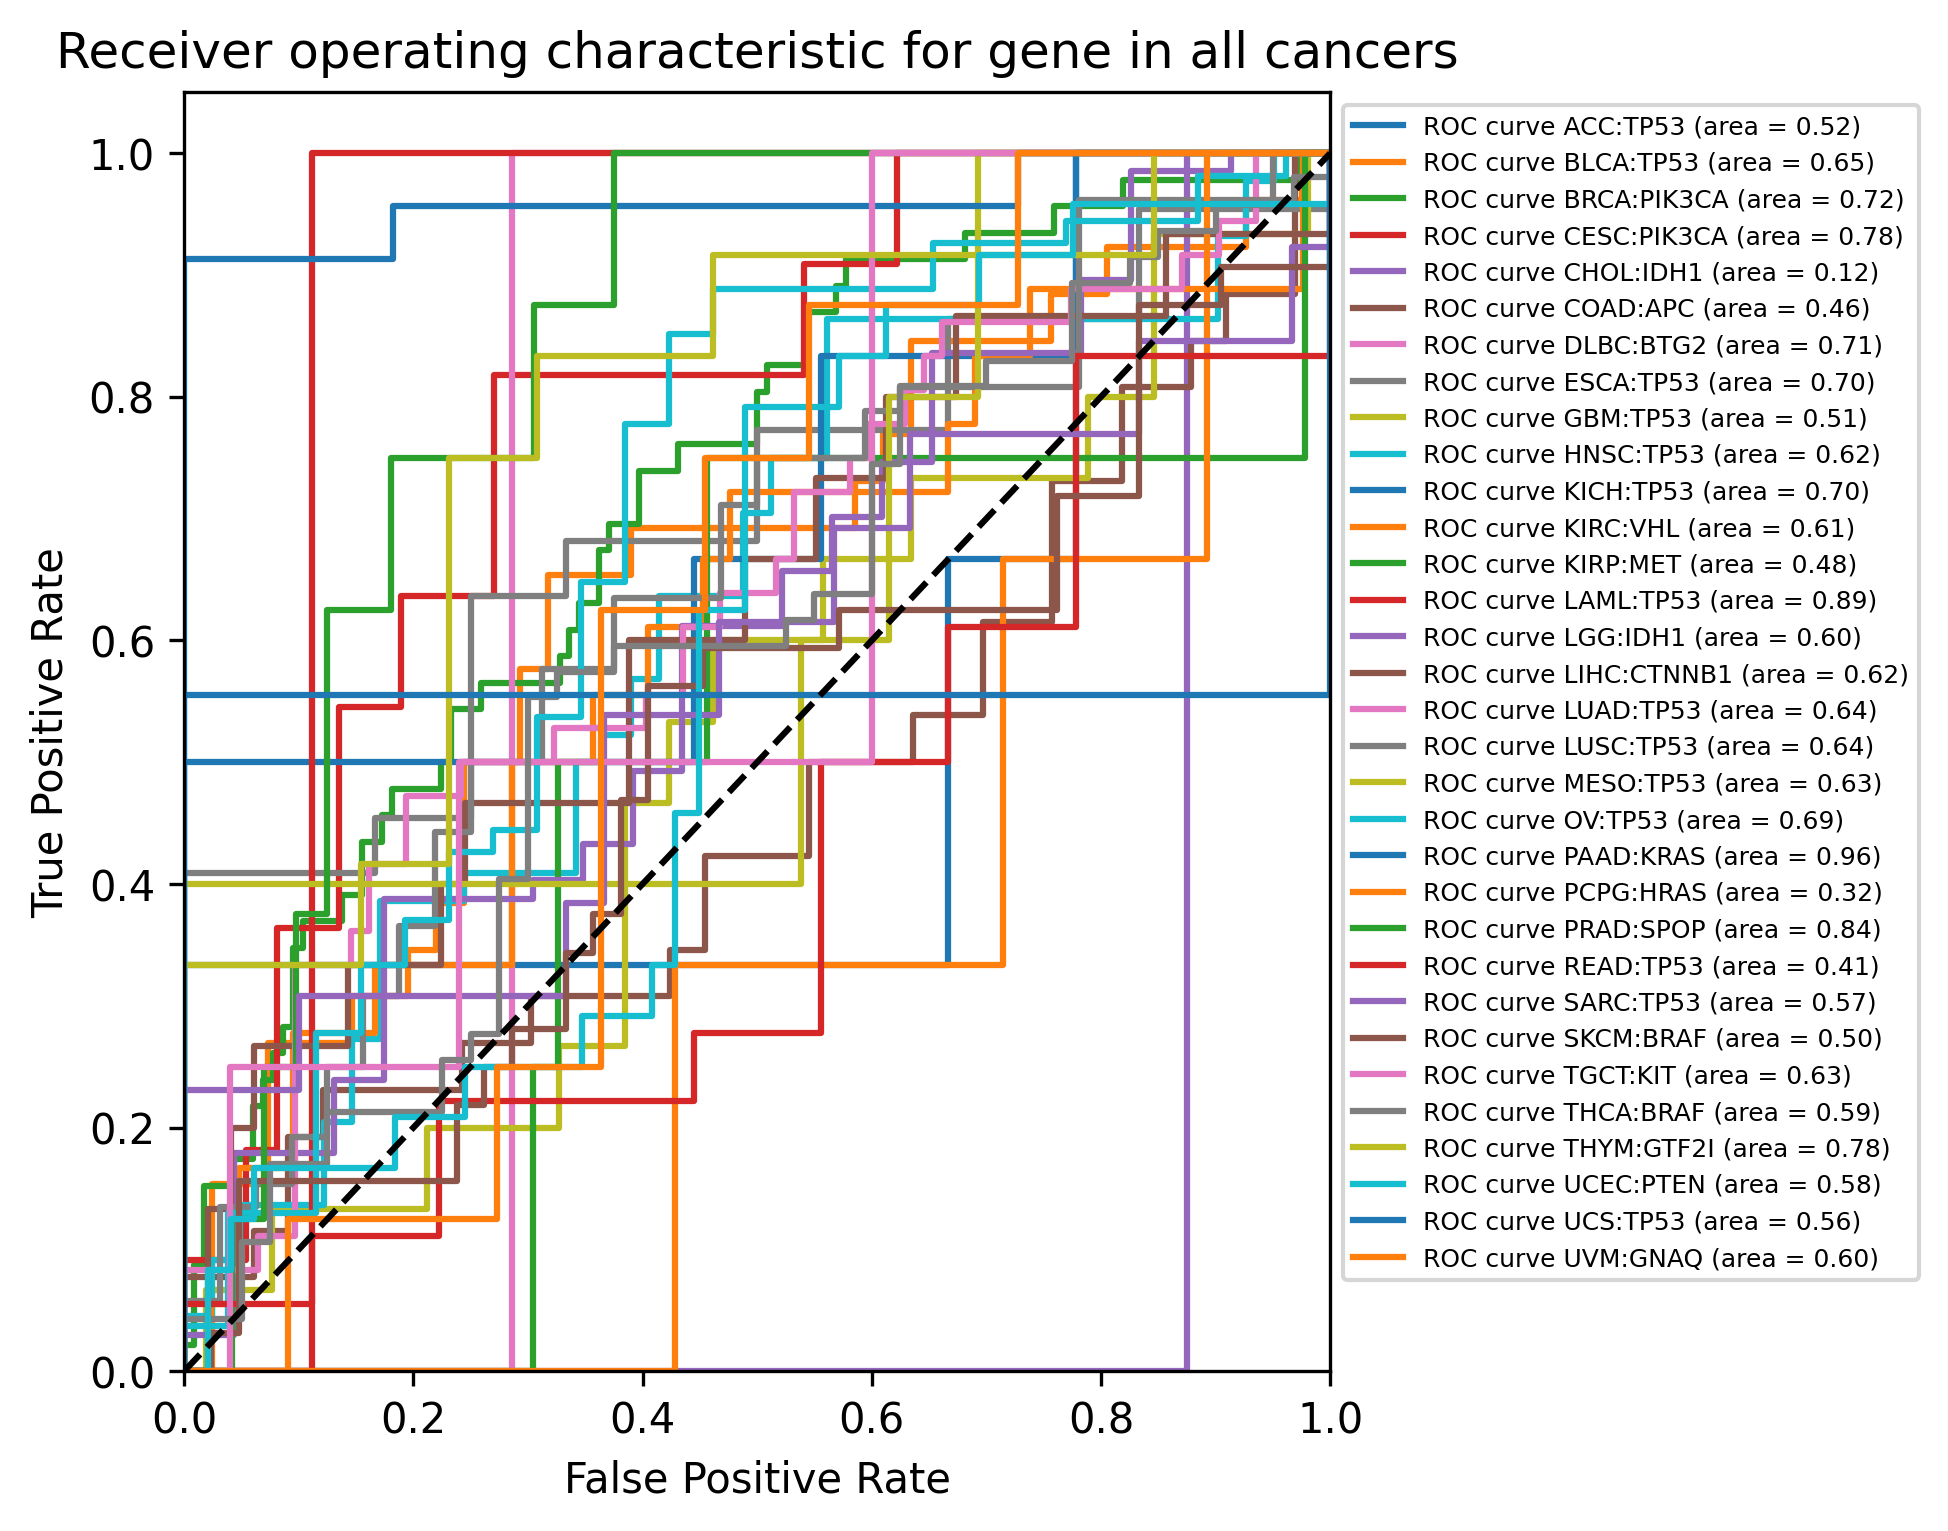 Receiver operating characteristic for gene in all cancers
True Positive Rate
1.0
0.8
0.6
0.4
0.2
0.0
0.0 0.2 0.4 0.6 0.8 1.0
False Positive Rate
ROC curve ACC:TP53 (area = 0.52)
ROC curve BLCA:TP53 (area = 0.65)
ROC curve BRCA:PIK3CA (area = 0.72)
ROC curve CESC:PIK3CA (area = 0.78)
ROC curve CHOL:IDH1 (area = 0.12)
ROC curve COAD:APC (area = 0.46)
ROC curve DLBC:BTG2 (area = 0.71)
ROC curve ESCA:TP53 (area = 0.70)
ROC curve GBM:TP53 (area = 0.51)
ROC curve HNSC:TP53 (area = 0.62)
ROC curve KICH:TP53 (area = 0.70)
ROC curve KIRC:VHL (area = 0.61)
ROC curve KIRP:MET (area = 0.48)
ROC curve LAML:TP53 (area = 0.89)
ROC curve LGG:IDH1 (area = 0.60)
ROC curve LIHC:CTNNB1 (area = 0.62)
ROC curve LUAD:TP53 (area = 0.64)
ROC curve LUSC:TP53 (area = 0.64)
ROC curve MESO:TP53 (area = 0.63)
ROC curve OV:TP53 (area = 0.69)
ROC curve PAAD:KRAS (area = 0.96)
ROC curve PCPG:HRAS (area = 0.32)
ROC curve PRAD:SPOP (area = 0.84)
ROC curve READ:TP53 (area = 0.41)
ROC curve SARC:TP53 (area = 0.57)
ROC curve SKCM:BRAF (area = 0.50)
ROC curve TGCT:KIT (area = 0.63)
ROC curve THCA:BRAF (area = 0.59)
ROC curve THYM:GTF2I (area = 0.78)
ROC curve UCEC:PTEN (area = 0.58)
ROC curve UCS:TP53 (area = 0.56)
ROC curve UVM:GNAQ (area = 0.60)